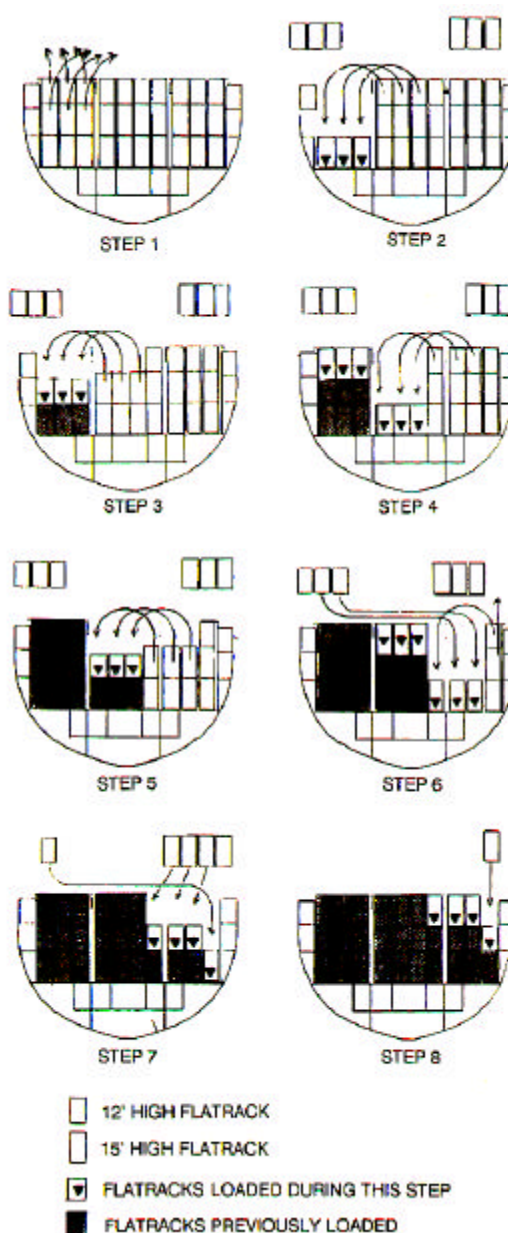 STEP 1
STEP 2
STEP 3
STEP 4
STEP 5
STEP 6
STEP 7
STEP 8
12' HIGH FLATRACK
15' HIGH FLATRACK
FLATRACKS LOADED DURING THIS STEP
FLATRACKS PREVIOUSLY LOADED